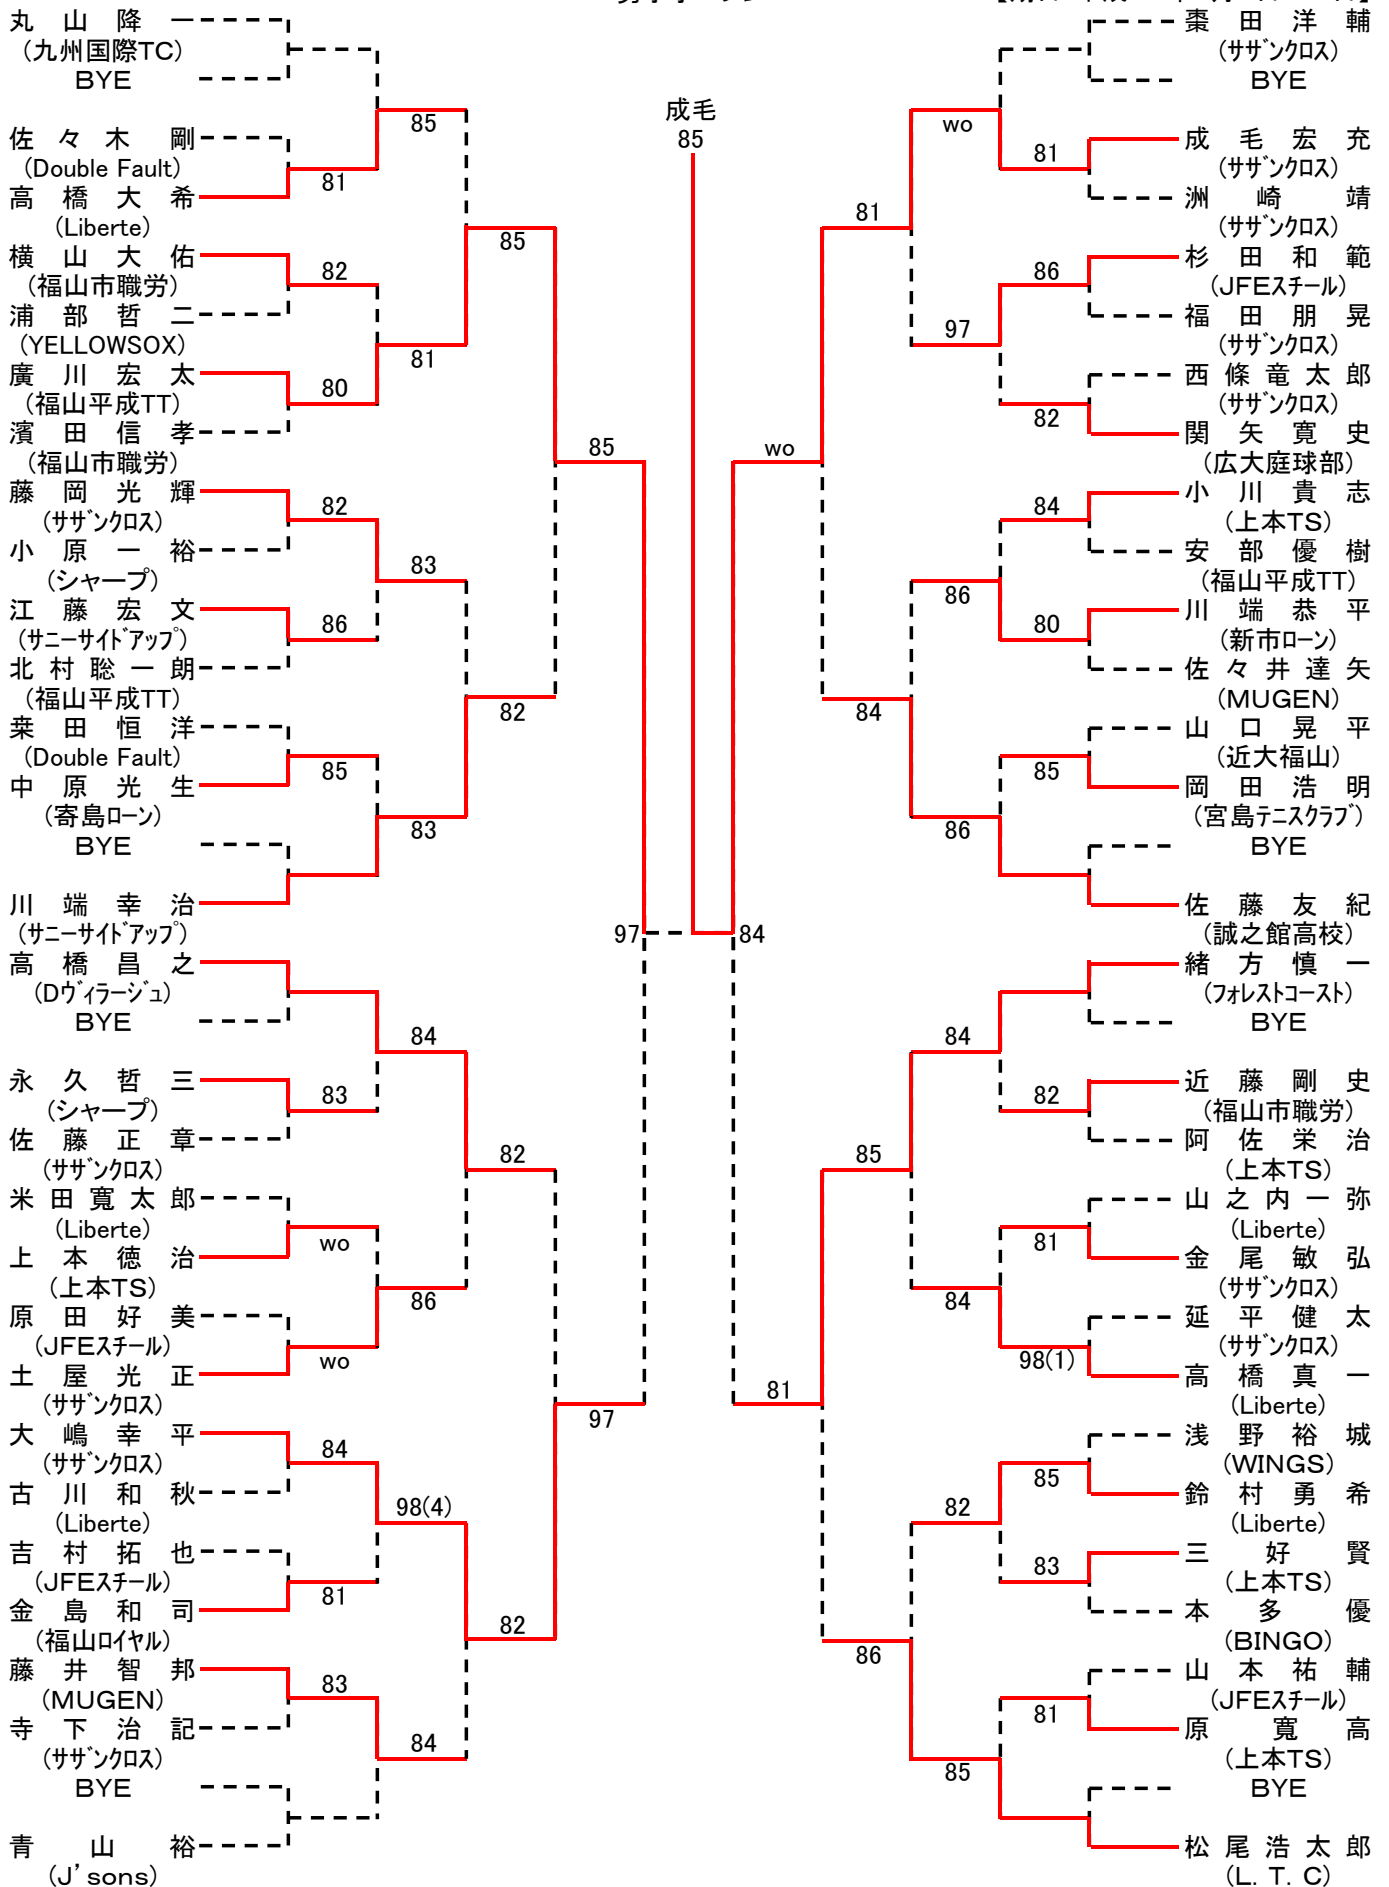 丸山降一
(九州国際TC)
BYE
佐々木剛
(Double Fault)
高橋大希
(Liberte)
横山大佑
(福山市職労)
浦部哲二
(YELLOWSOX)
廣川宏太
(福山平成TT)
濱田信孝
(福山市職労)
藤岡光輝
(サザンクロス)
小原一裕
(シャープ)
江藤宏文
(サニーサイドアップ)
北村聡一朗
(福山平成TT)
桒田恒洋
(Double Fault)
中原光生
(寄島ローン)
BYE
川端幸治
(サニーサイドアップ)
高橋昌之
(Dヴィラージュ)
BYE
永久哲三
(シャープ)
佐藤正章
(サザンクロス)
米田寛太郎
(Liberte)
上本徳治
(上本TS)
原田好美
(JFEスチール)
土屋光正
(サザンクロス)
大嶋幸平
(サザンクロス)
古川和秋
(Liberte)
吉村拓也
(JFEスチール)
金島和司
(福山ロイヤル)
藤井智邦
(MUGEN)
寺下治記
(サザンクロス)
BYE
青山裕
(J'sons)
81
82
80
82
86
85
83
wo
wo
84
81
83
85
81
83
83
84
86
98(4)
84
85
82
82
82
85
97
97
成毛
85
84
wo
81
81
84
85
86
wo
97
86
86
84
84
82
85
81
86
82
84
80
85
82
81
98(1)
85
83
81
棗田洋輔
(サザンクロス)
BYE
成毛宏充
(サザンクロス)
洲崎靖
(サザンクロス)
杉田和範
(JFEスチール)
福田朋晃
(サザンクロス)
西條竜太郎
(サザンクロス)
関矢寛史
(広大庭球部)
小川貴志
(上本TS)
安部優樹
(福山平成TT)
川端恭平
(新市ローン)
佐々井達矢
(MUGEN)
山口晃平
(近大福山)
岡田浩明
(宮島テニスクラブ)
BYE
佐藤友紀
(誠之館高校)
緒方慎一
(フォレストコースト)
BYE
近藤剛史
(福山市職労)
阿佐栄治
(上本TS)
山之内一弥
(Liberte)
金尾敏弘
(サザンクロス)
延平健太
(サザンクロス)
高橋真一
(Liberte)
浅野裕城
(WINGS)
鈴村勇希
(Liberte)
三好賢
(上本TS)
本多優
(BINGO)
山本祐輔
(JFEスチール)
原寛高
(上本TS)
BYE
松尾浩太郎
(L. T. C)